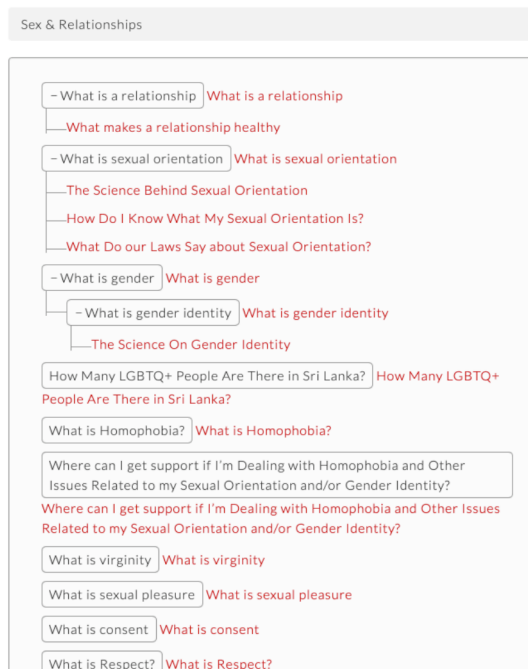 Sex & Relationships
– What is a relationship What is a relationship
What makes a relationship healthy
– What is sexual orientation What is sexual orientation
The Science Behind Sexual Orientation
How Do I Know What My Sexual Orientation Is?
What Do our Laws Say about Sexual Orientation?
– What is gender What is gender
– What is gender identity What is gender identity
The Science On Gender Identity
How Many LGBTQ+ People Are There in Sri Lanka? How Many LGBTQ+
People Are There in Sri Lanka?
What is Homophobia? What is Homophobia?
Where can I get support if I’m Dealing with Homophobia and Other
Issues Related to my Sexual Orientation and/or Gender Identity?
Where can I get support if I’m Dealing with Homophobia and Other Issues
Related to my Sexual Orientation and/or Gender Identity?
What is virginity What is virginity
What is sexual pleasure What is sexual pleasure
What is consent What is consent
What is Respect? What is Respect?